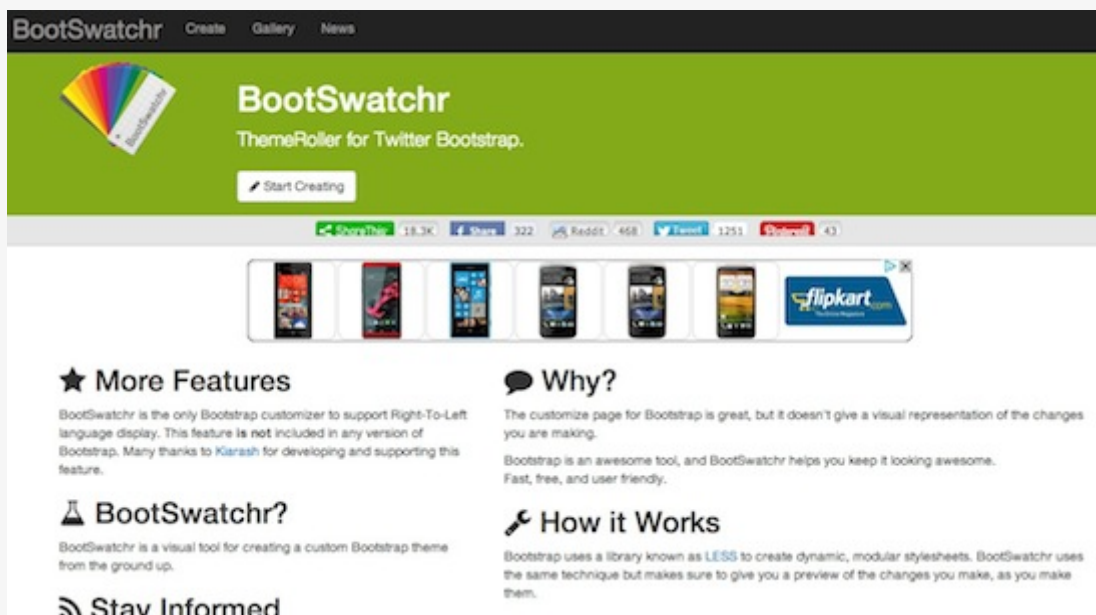 BootSwatchr Create Gallery News
BootSwatchr
BootSwatchr
ThemeRoller for Twitter Bootstrap.
Start Creating
ShareThis 18.3K Share 322 Reddit 468 Tweet 1251 Pinterest 43
flipkart.com
More Features
BootSwatchr is the only Bootstrap customizer to support Right-To-Left
language display. This feature is not included in any version of
Bootstrap. Many thanks to Kiarash for developing and supporting this
feature.
BootSwatchr?
BootSwatchr is a visual tool for creating a custom Bootstrap theme
from the ground up.
Stay Informed
Why?
The customize page for Bootstrap is great, but it doesn't give a visual representation of the changes
you are making.
Bootstrap is an awesome tool, and BootSwatchr helps you keep it looking awesome.
Fast, free, and user friendly.
How it Works
Bootstrap uses a library known as LESS to create dynamic, modular stylesheets. BootSwatchr uses
the same technique but makes sure to give you a preview of the changes you make, as you make
them.